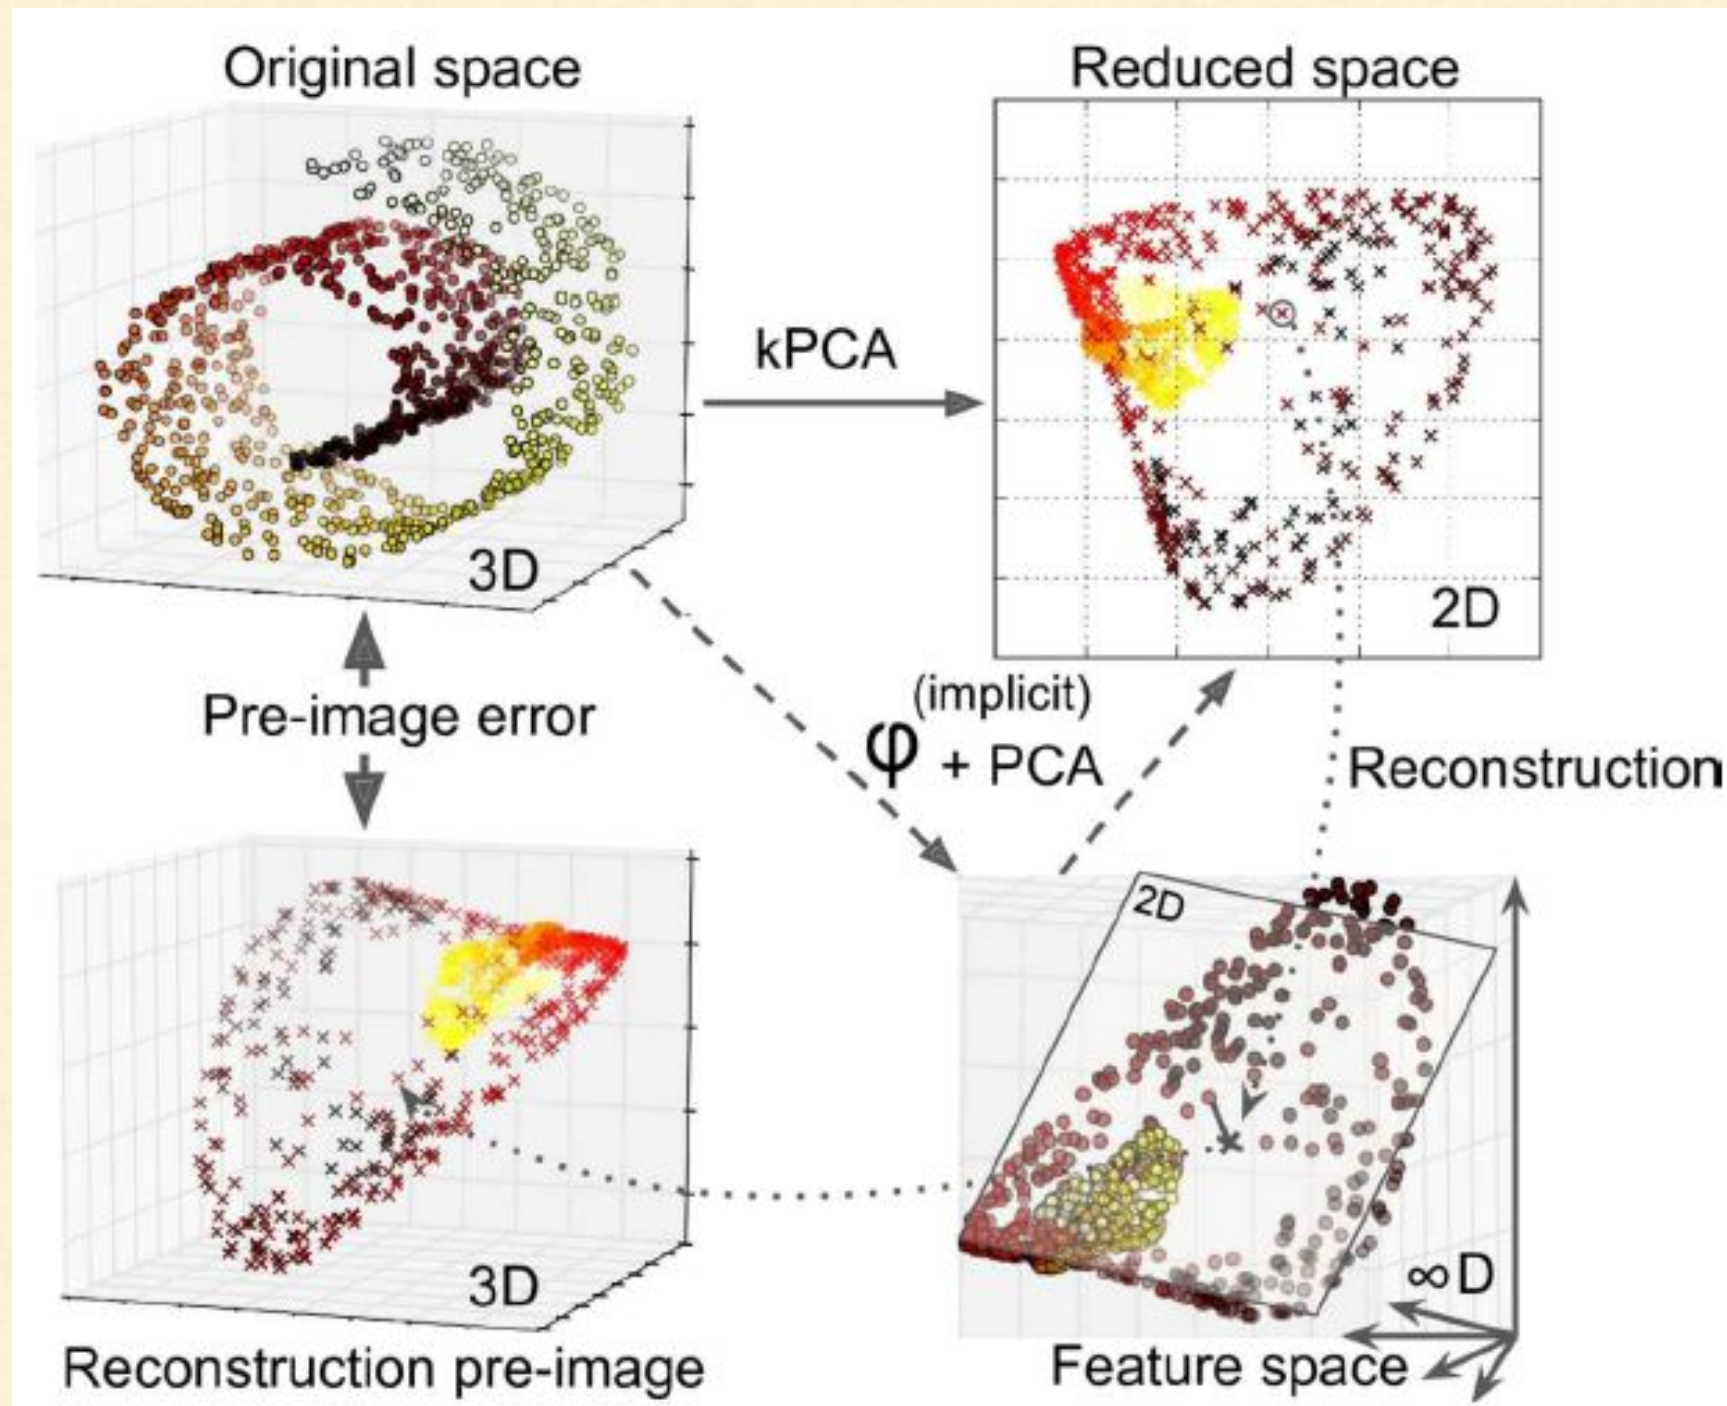 Original space
Reduced space
kPCA
3D
2D
(implicit)
φ + PCA
Pre-image error
Reconstruction
2D
3D
∞D
Reconstruction pre-image
Feature space